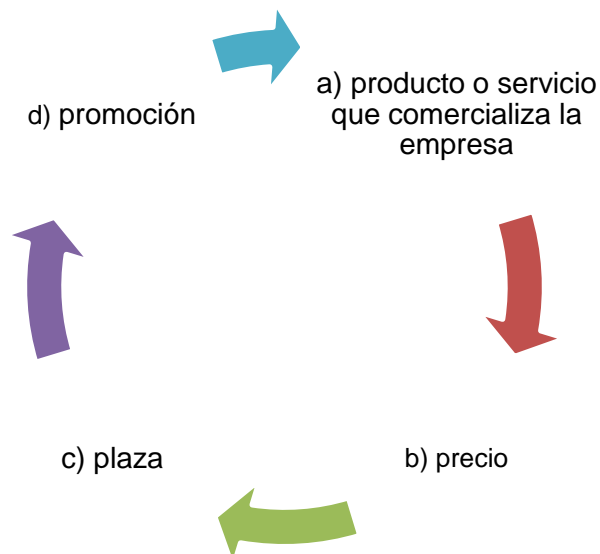 a) producto o servicio
que comercializa la
empresa
b) precio
c) plaza
d) promoción